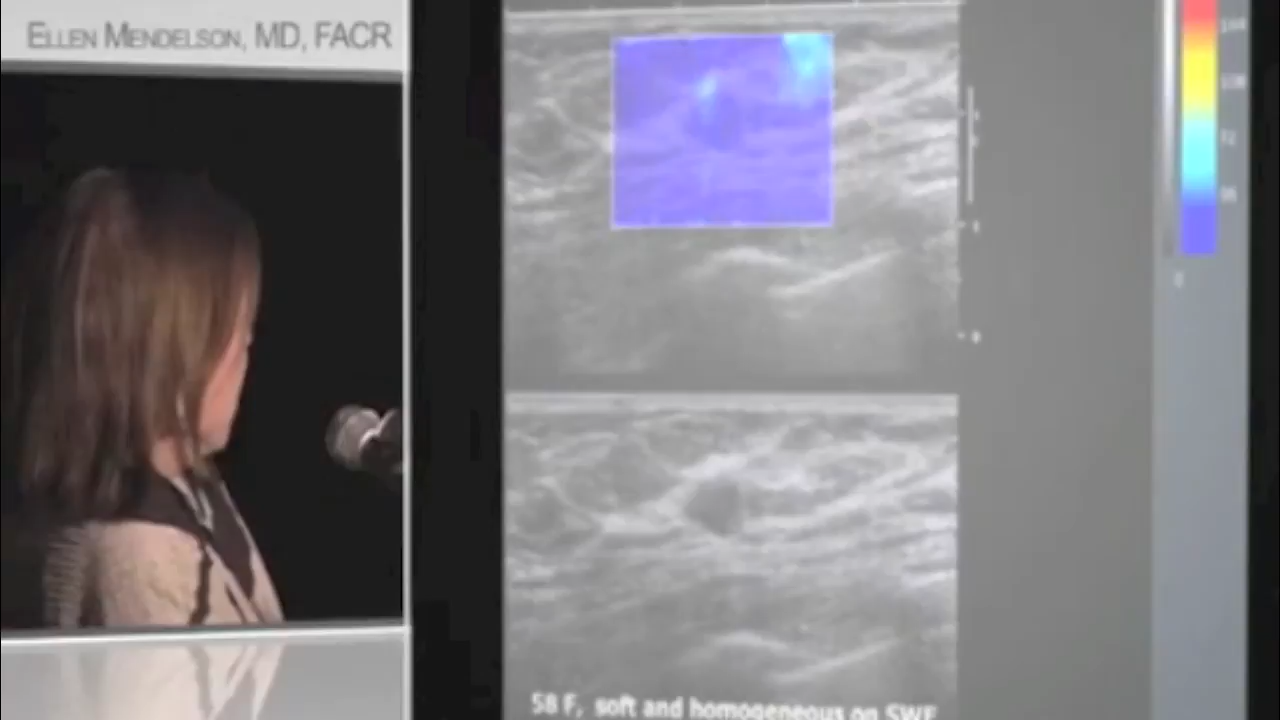 ELLEN MENDELSON, MD, FACR
58 F, soft and homogeneous on SWE